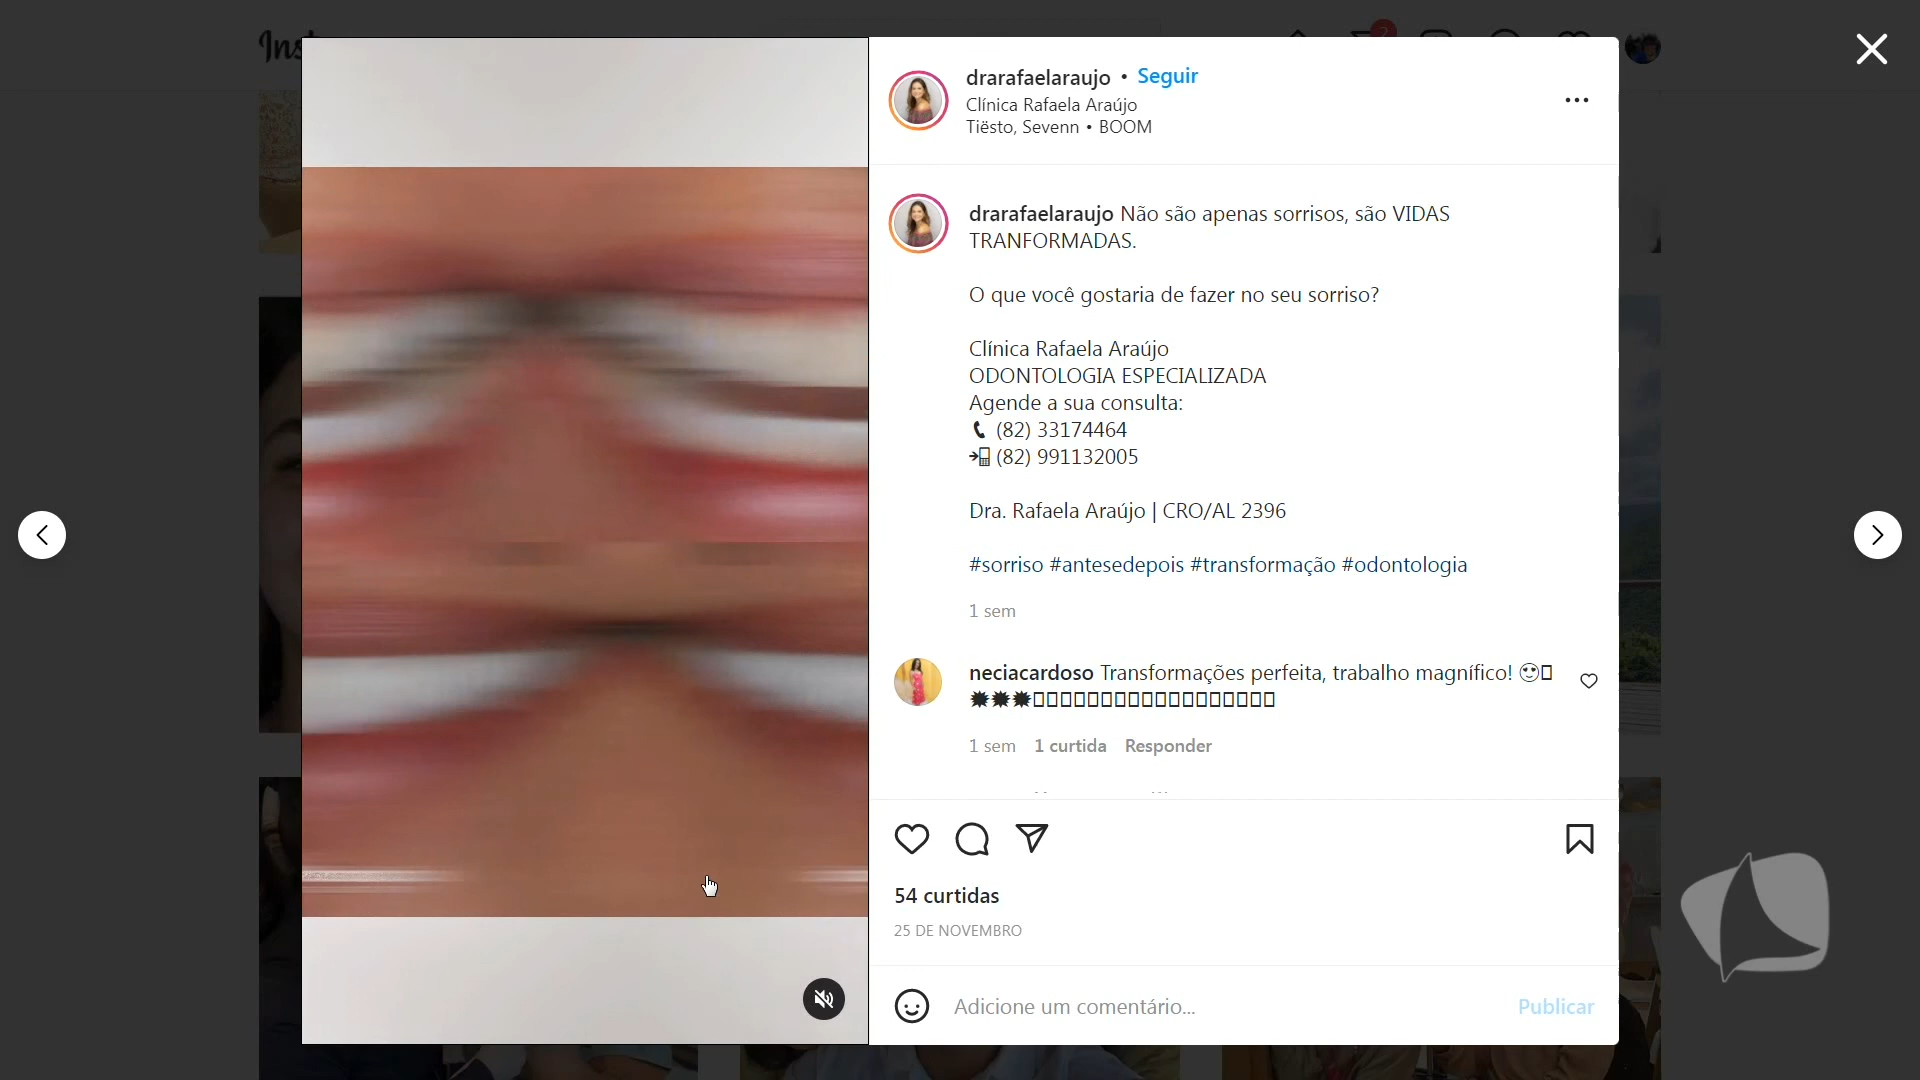 Inst
2
drarafaelaraujo • Seguir
Clínica Rafaela Araújo
Tiësto, Sevenn • BOOM
drarafaelaraujo Não são apenas sorrisos, são VIDAS
TRANFORMADAS.
O que você gostaria de fazer no seu sorriso?
Clínica Rafaela Araújo
ODONTOLOGIA ESPECIALIZADA
Agende a sua consulta:
📞 (82) 33174464
📲 (82) 991132005
Dra. Rafaela Araújo | CRO/AL 2396
#sorriso #antesedepois #transformação #odontologia
1 sem
neciacardoso Transformações perfeita, trabalho magnífico! 😍
1 sem 1 curtida Responder
54 curtidas
25 DE NOVEMBRO
Adicione um comentário... Publicar